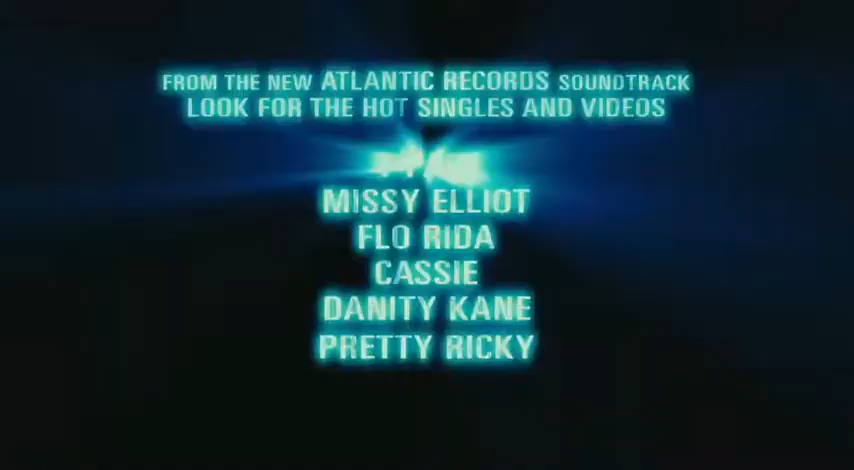 FROM THE NEW ATLANTIC RECORDS SOUNDTRACK
LOOK FOR THE HOT SINGLES AND VIDEOS
MISSY ELLIOT
FLO RIDA
CASSIE
DANITY KANE
PRETTY RICKY